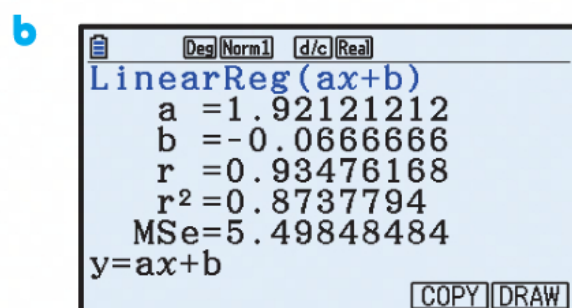 b
Deg Norm1 d/c Real
LinearReg(ax+b)
a =1.92121212
b =-0.0666666
r =0.93476168
r²=0.8737794
MSe=5.49848484
y=ax+b
COPY DRAW